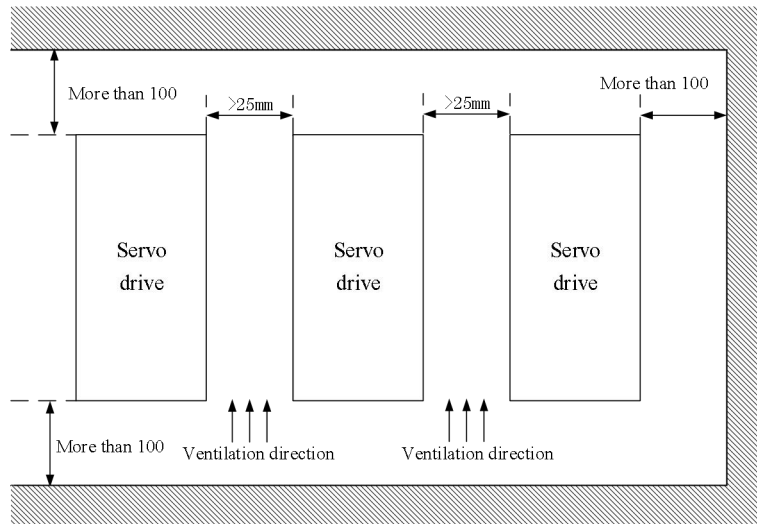 More than 100
>25mm
>25mm
More than 100
Servo
drive
Servo
drive
Servo
drive
More than 100
Ventilation direction
Ventilation direction